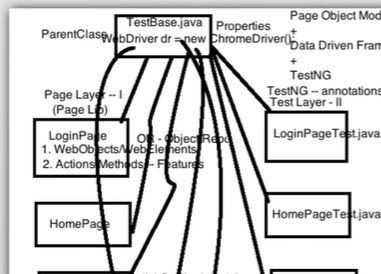 TestBase.java
ParentClass
WebDriver dr = new ChromeDriver();
Properties
Page Object Mod
+
Data Driven Fram
+
TestNG
TestNG -- annotations
Test Layer - II
Page Layer -- I
(Page Lib)
LoginPage
1. WebObjects/WebElements
2. Actions/Methods -- Features
OR - Object Repo
LoginPageTest.java
HomePage
HomePageTest.java